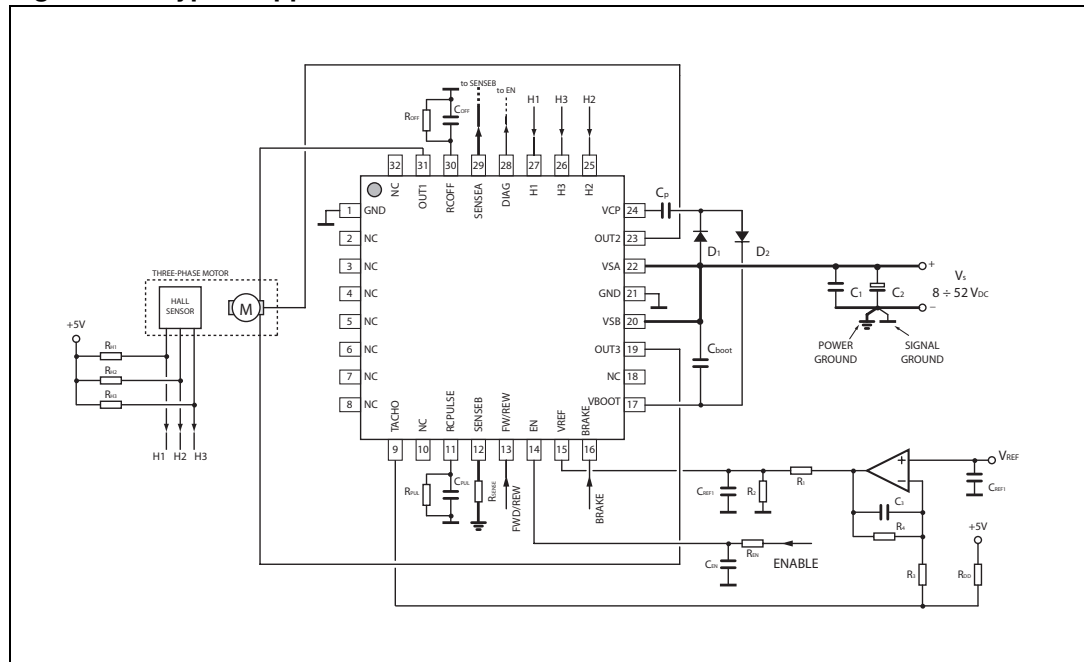 to SENSEB
to EN
H1
H3
H2
ROFF
COFF
32
31
30
29
28
27
26
25
NC
OUT1
RCOFF
SENSEA
DIAG
H1
H3
H2
1 GND
2 NC
3 NC
4 NC
5 NC
6 NC
7 NC
8 NC
VCP 24
OUT2 23
VSA 22
GND 21
VSB 20
OUT3 19
NC 18
VBOOT 17
TACHO
NC
RCPULSE
SENSEB
FW/REW
EN
VREF
BRAKE
9
10
11
12
13
14
15
16
Cp
D1
D2
Cboot
C1
C2
+
Vs
8 ÷ 52 VDC
−
POWER
GROUND
SIGNAL
GROUND
THREE-PHASE MOTOR
HALL
SENSOR
M
+5V
RH1
RH2
RH3
H1
H2
H3
RPUL
CPUL
RSENSE
FWD/REW
BRAKE
CREF1
R2
R1
+
−
VREF
CREF1
C3
R4
+5V
R3
RDD
CEN
REN
ENABLE